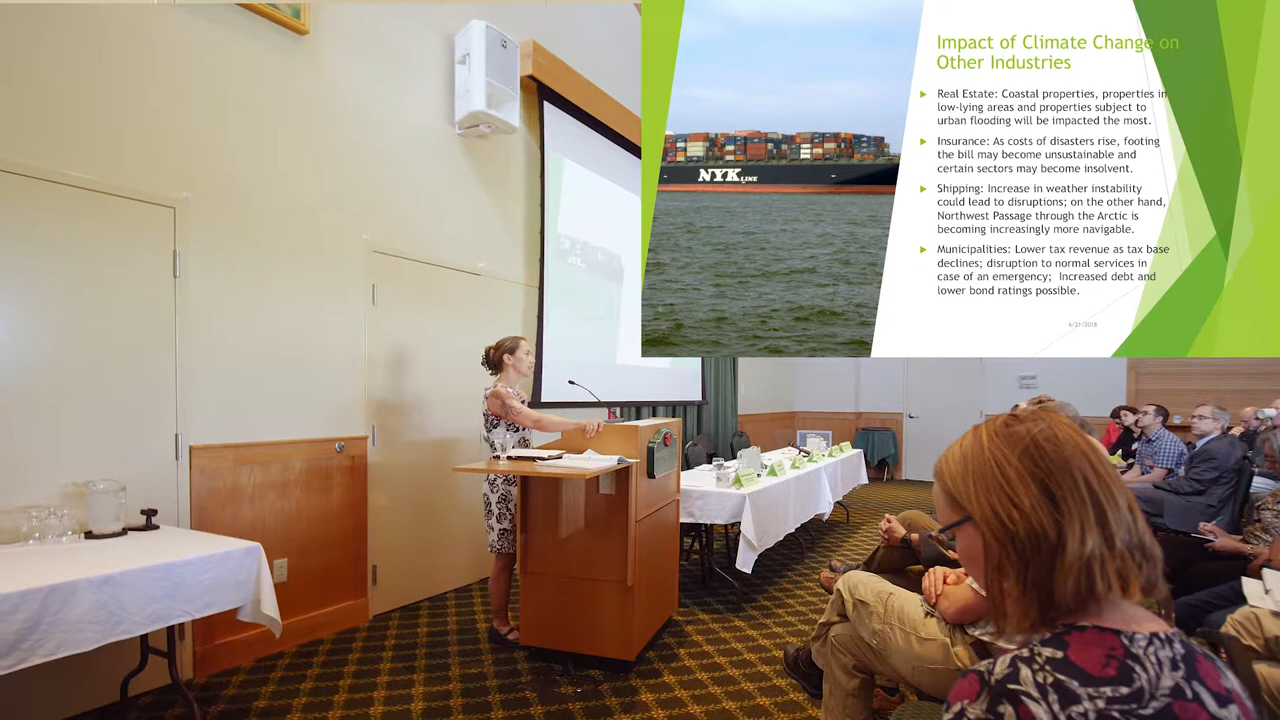 Impact of Climate Change on
Other Industries
Real Estate: Coastal properties, properties in
low-lying areas and properties subject to
urban flooding will be impacted the most.
Insurance: As costs of disasters rise, footing
the bill may become unsustainable and
certain sectors may become insolvent.
Shipping: Increase in weather instability
could lead to disruptions; on the other hand,
Northwest Passage through the Arctic is
becoming increasingly more navigable.
Municipalities: Lower tax revenue as tax base
declines; disruption to normal services in
case of an emergency; Increased debt and
lower bond ratings possible.
6/21/2018
NYK LINE